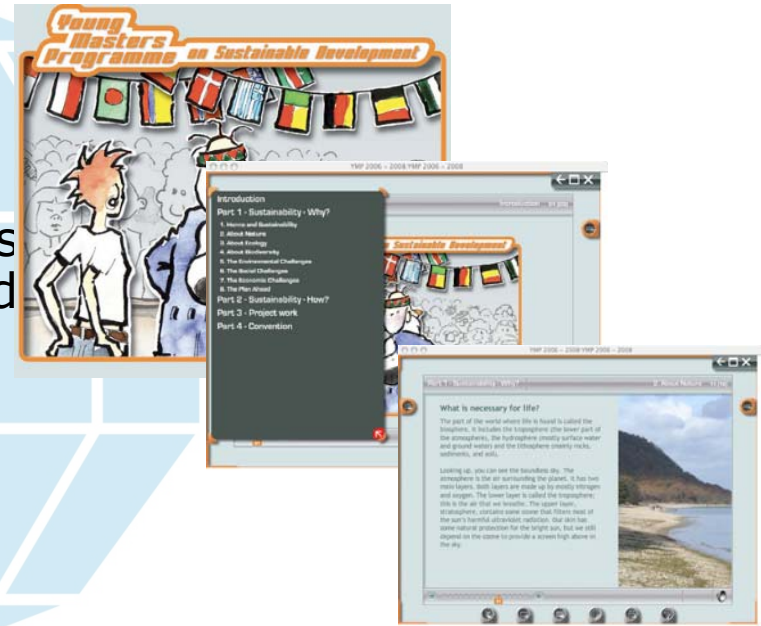 Young
Masters
Programme on Sustainable Development
s
d
YMP 2006 - 2008 YMP 2006 - 2008
Introduction
Introduction
Part 1 - Sustainability - Why?
1. Home and Sustainability
2. About Nature
3. About Ecology
4. About Biodiversity
5. The Environmental Challenges
6. The Social Challenges
7. The Economic Challenges
8. The Plan Ahead
Part 2 - Sustainability - How?
Part 3 - Project work
Part 4 - Convention
Sustainable Development
YMP 2006 - 2008 YMP 2006 - 2008
Part 1 - Sustainability - Why?
2. About Nature
What is necessary for life?
The part of the world where life is found is called the
biosphere. It includes the troposphere (the lower part of
the atmosphere), the hydrosphere (mostly surface water
and ground water) and the lithosphere (mainly rocks,
sediments, and soil).
Looking up, you can see the boundless sky. The
atmosphere is the air surrounding the planet. It has two
main layers. Both layers are made up by mostly nitrogen
and oxygen. The lower layer is called the troposphere;
this is the air that we breathe. The upper layer,
stratosphere, contains some ozone that filters most of
the sun's harmful ultraviolet radiation. Our skin has
some natural protection for the bright sun, but we still
depend on the ozone to provide a screen high above in
the sky.